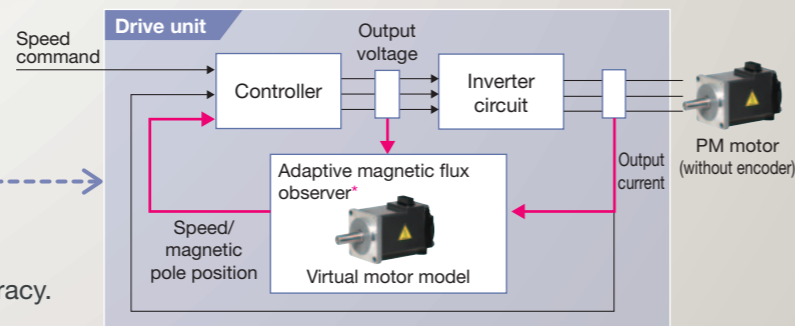 Drive unit
Speed
command
Output
voltage
Controller
Inverter
circuit
PM motor
(without encoder)
Output
current
Adaptive magnetic flux
observer*
Virtual motor model
Speed/
magnetic
pole position
racy.